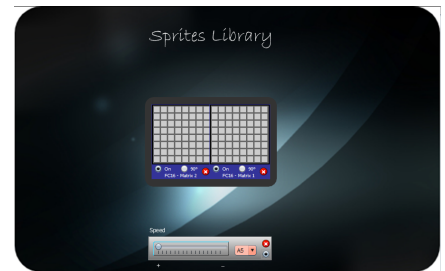 Sprites Library
On 90° On 90°
FC16 - Matrix 2 FC16 - Matrix 1
Speed
A5
+ -